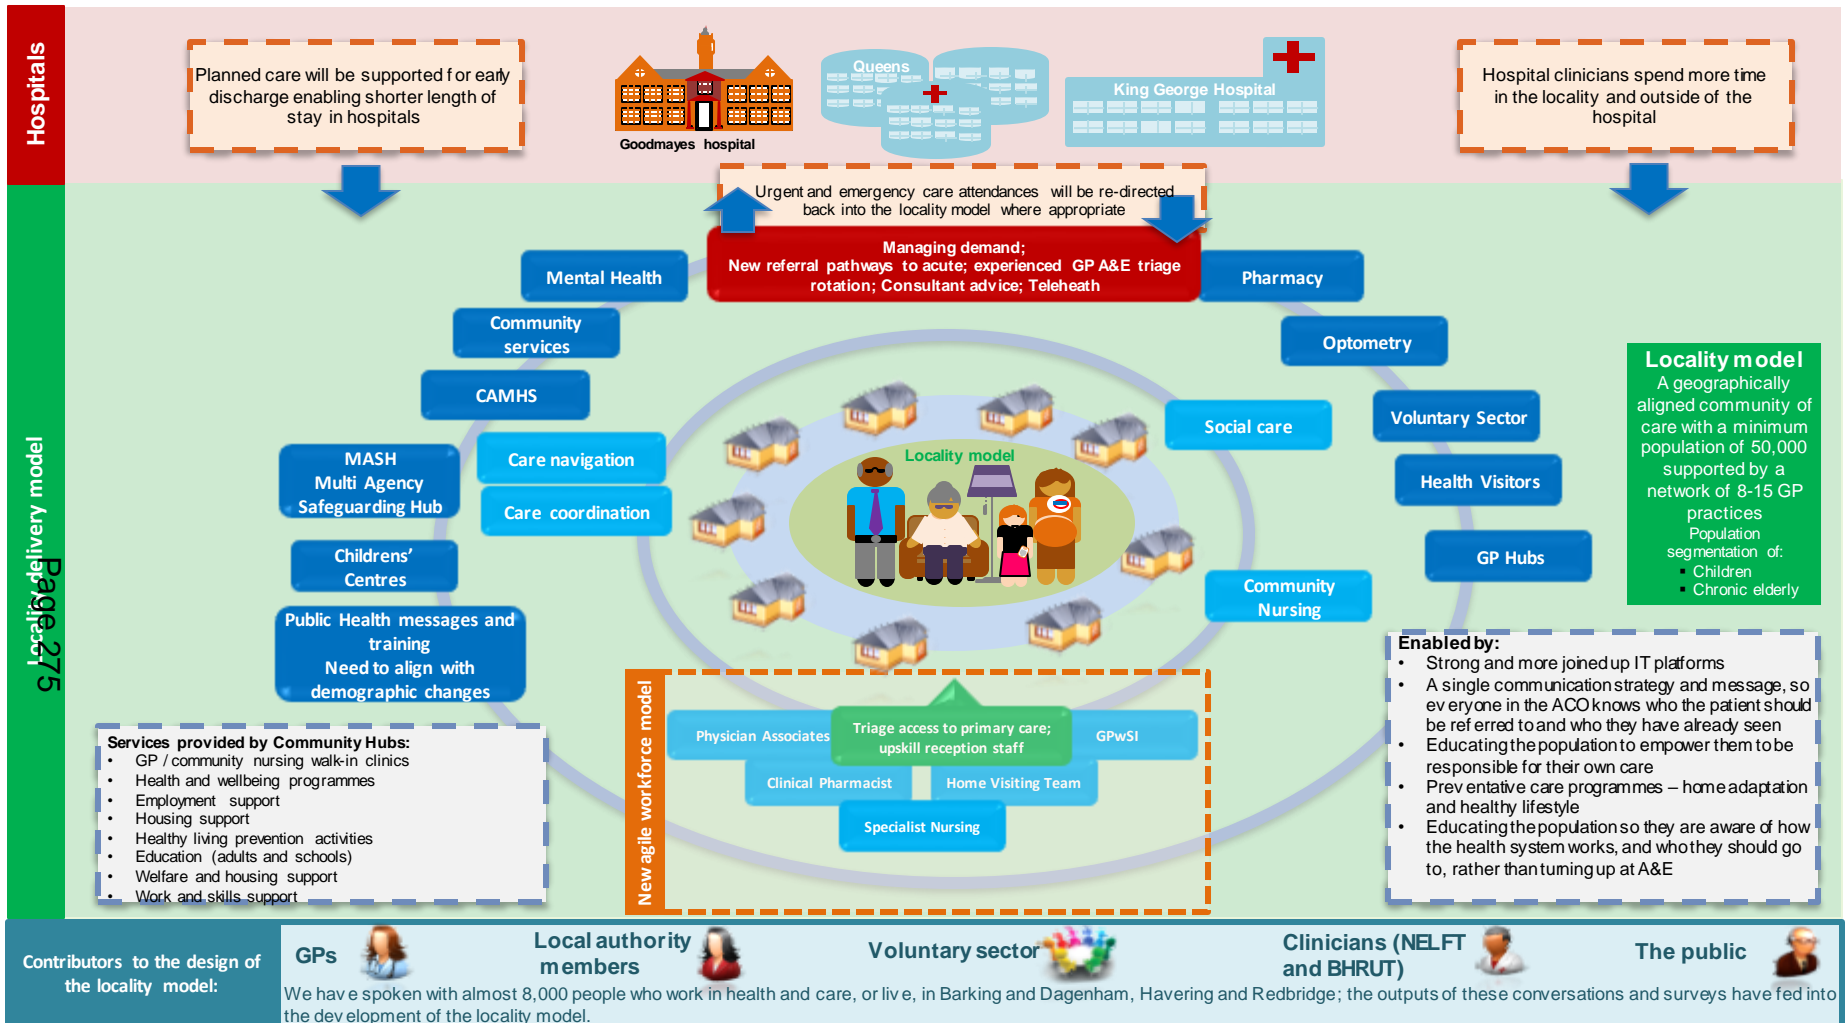 Hospitals
Planned care will be supported for early
discharge enabling shorter length of
stay in hospitals
Goodmayes hospital
Queens
King George Hospital
Hospital clinicians spend more time
in the locality and outside of the
hospital
Urgent and emergency care attendances will be re-directed
back into the locality model where appropriate
Managing demand;
New referral pathways to acute; experienced GP A&E triage
rotation; Consultant advice; Teleheath
Locality delivery model
Page 275
Mental Health
Community
services
CAMHS
MASH
Multi Agency
Safeguarding Hub
Childrens'
Centres
Public Health messages and
training
Need to align with
demographic changes
Care navigation
Care coordination
Locality model
Social care
Community
Nursing
Pharmacy
Optometry
Voluntary Sector
Health Visitors
GP Hubs
Locality model
A geographically
aligned community of
care with a minimum
population of 50,000
supported by a
network of 8-15 GP
practices
Population
segmentation of:
▪ Children
▪ Chronic elderly
Services provided by Community Hubs:
• GP / community nursing walk-in clinics
• Health and wellbeing programmes
• Employment support
• Housing support
• Healthy living prevention activities
• Education (adults and schools)
• Welfare and housing support
• Work and skills support
New agile workforce model
Triage access to primary care;
upskill reception staff
Physician Associates
GPwSI
Clinical Pharmacist
Home Visiting Team
Specialist Nursing
Enabled by:
• Strong and more joined up IT platforms
• A single communication strategy and message, so
everyone in the ACO knows who the patient should
be referred to and who they have already seen
• Educating the population to empower them to be
responsible for their own care
• Preventative care programmes – home adaptation
and healthy lifestyle
• Educating the population so they are aware of how
the health system works, and who they should go
to, rather than turning up at A&E
Contributors to the design of
the locality model:
GPs
Local authority
members
Voluntary sector
Clinicians (NELFT
and BHRUT)
The public
We have spoken with almost 8,000 people who work in health and care, or live, in Barking and Dagenham, Havering and Redbridge; the outputs of these conversations and surveys have fed into
the development of the locality model.